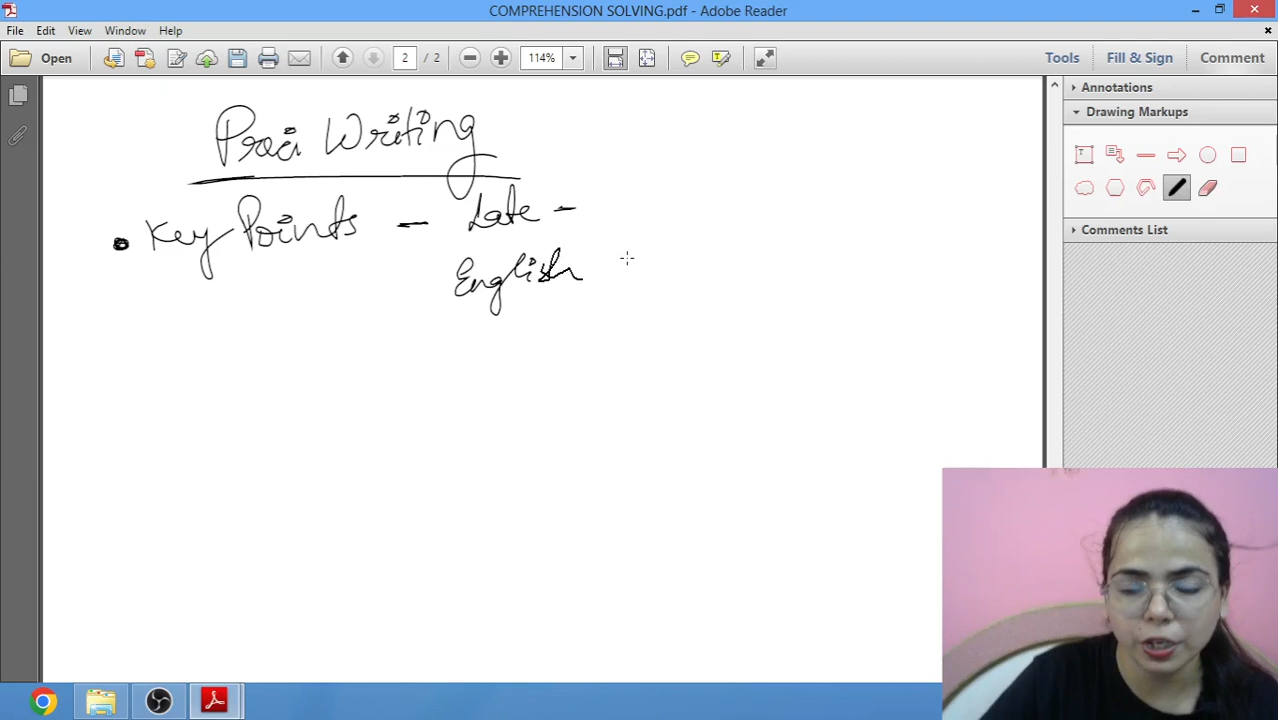 COMPREHENSION SOLVING.pdf - Adobe Reader
File Edit View Window Help
Open 2 / 2 114% Tools Fill & Sign Comment
Annotations
Drawing Markups
Comments List
Writing
Key Points - Late -
English